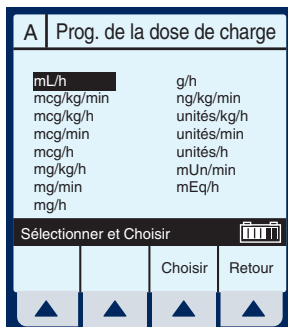 A Prog. de la dose de charge
mL/h
mcg/kg/min
mcg/kg/h
mcg/min
mcg/h
mg/kg/h
mg/min
mg/h
g/h
ng/kg/min
unités/kg/h
unités/min
unités/h
mUn/min
mEq/h
Sélectionner et Choisir
Choisir Retour